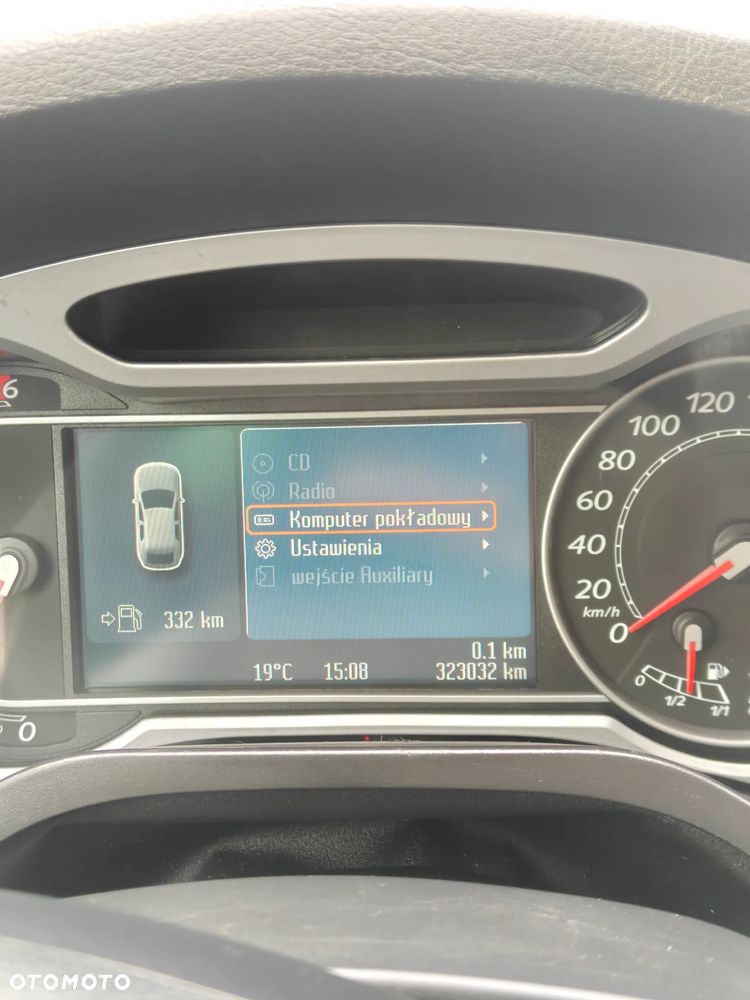 6
CD
Radio
Komputer pokładowy
Ustawienia
wejście Auxiliary
332 km
0.1 km
19°C 15:08 323032 km
0
120
100
80
60
40
20
km/h
0
0
1/2
1/1
OTOMOTO